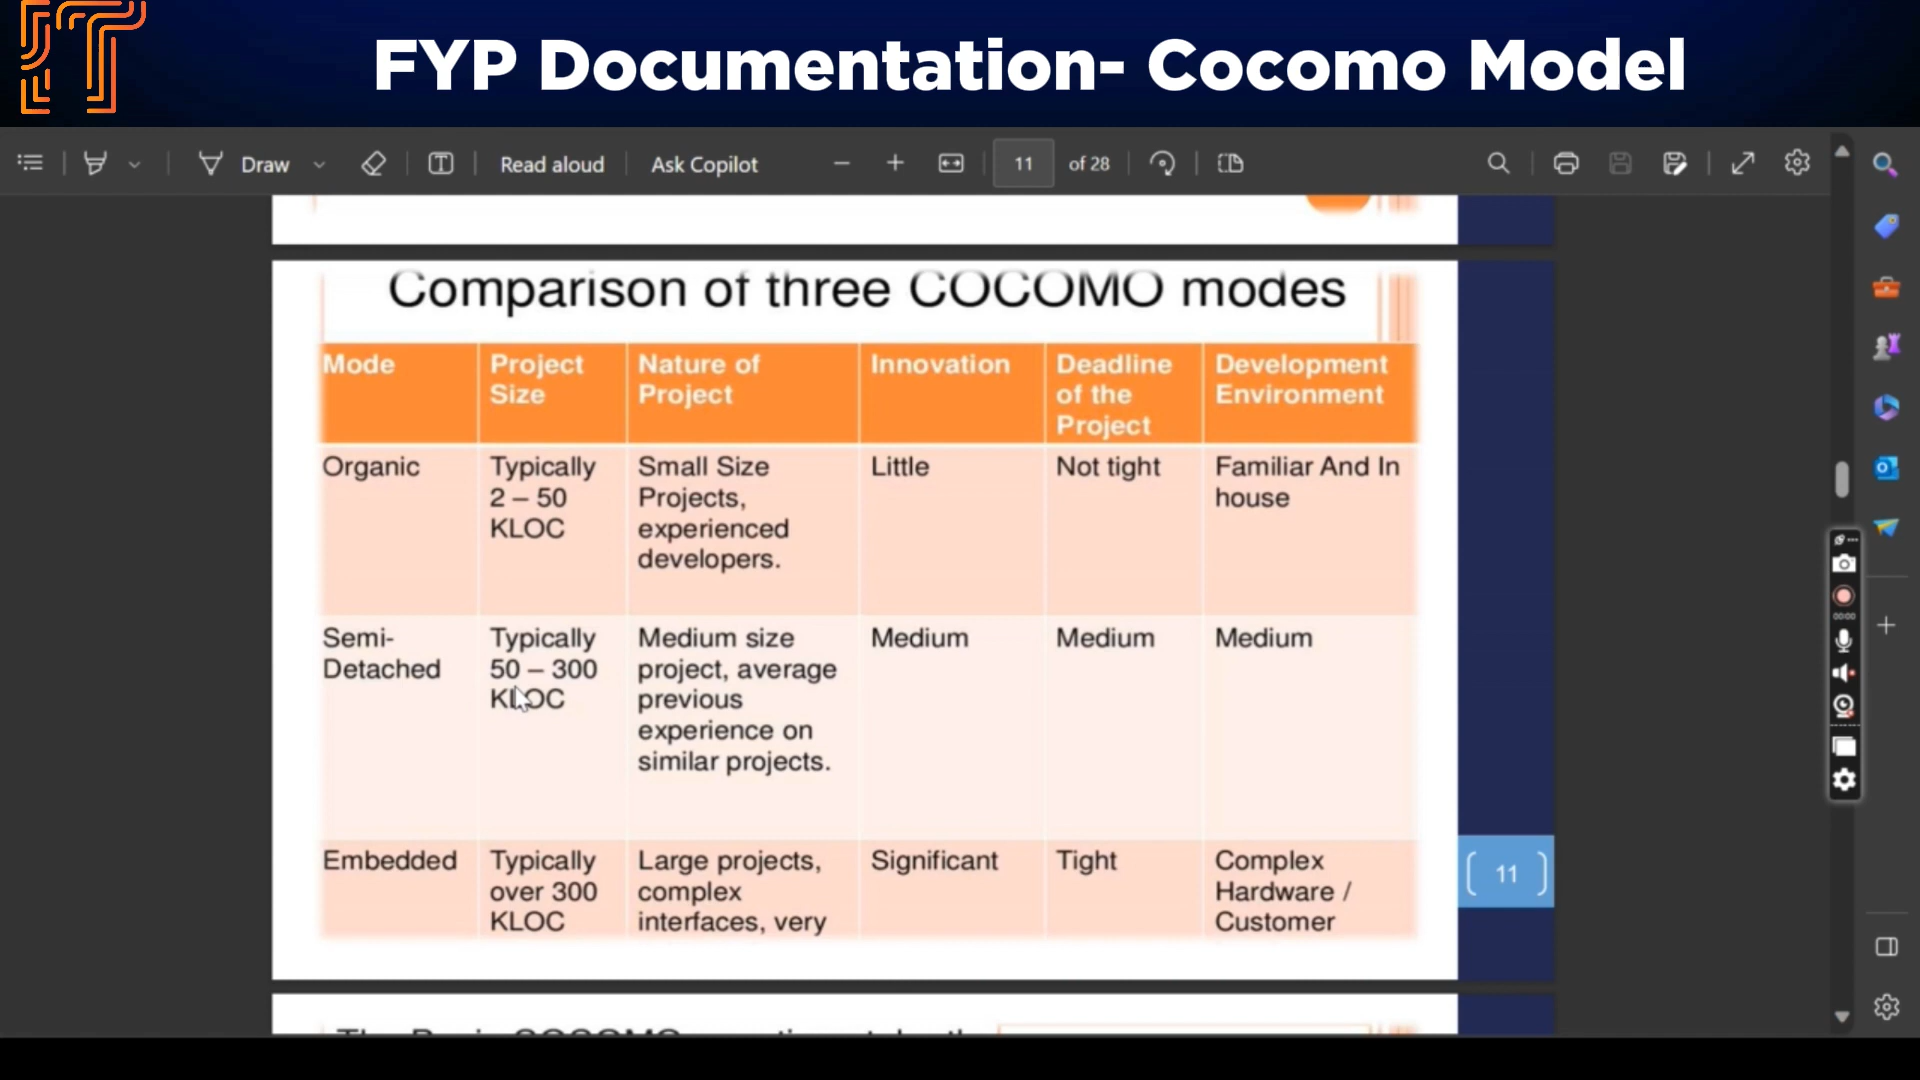 IT
FYP Documentation- Cocomo Model
Draw
Read aloud
Ask Copilot
11
of 28
Comparison of three COCOMO modes
Mode
Project
Size
Nature of
Project
Innovation
Deadline
of the
Project
Development
Environment
Organic
Typically
2 – 50
KLOC
Small Size
Projects,
experienced
developers.
Little
Not tight
Familiar And In
house
Semi-
Detached
Typically
50 – 300
KLOC
Medium size
project, average
previous
experience on
similar projects.
Medium
Medium
Medium
Embedded
Typically
over 300
KLOC
Large projects,
complex
interfaces, very
Significant
Tight
Complex
Hardware /
Customer
11
00:00